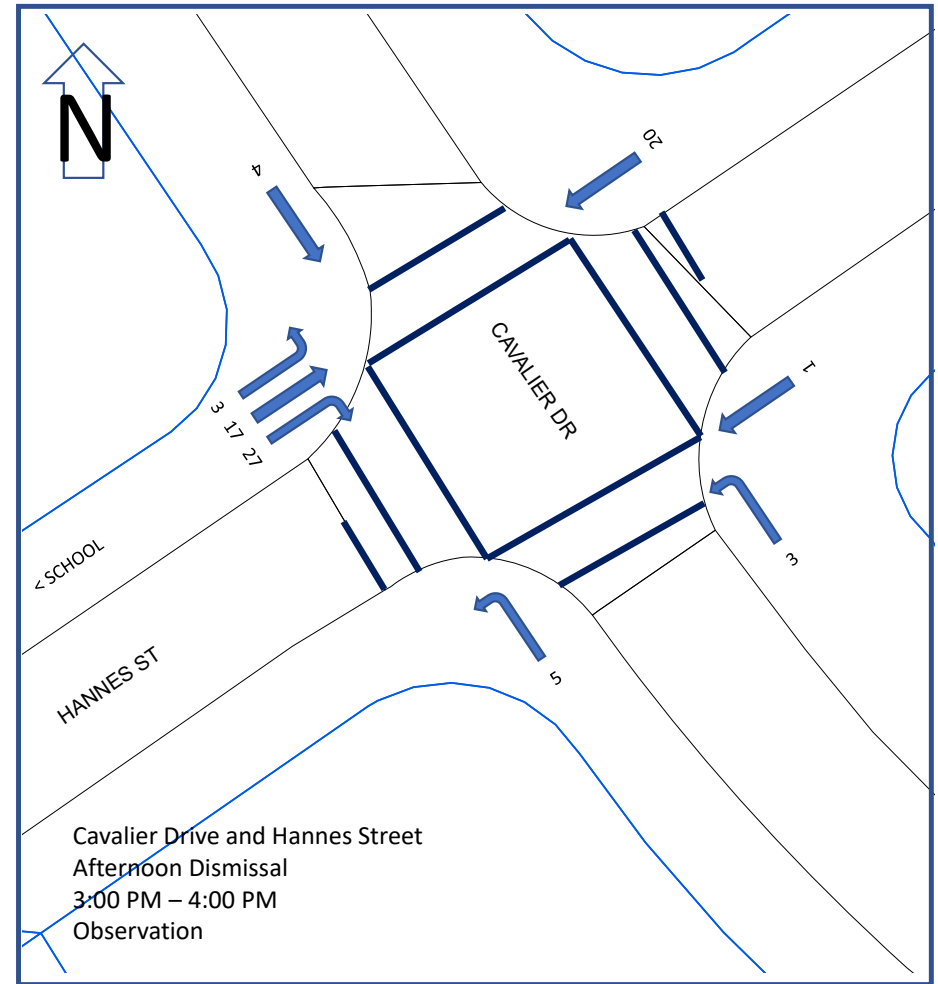 N
20
4
CAVALIER DR
1
3 17 27
3
< SCHOOL
5
HANNES ST
Cavalier Drive and Hannes Street
Afternoon Dismissal
3:00 PM – 4:00 PM
Observation